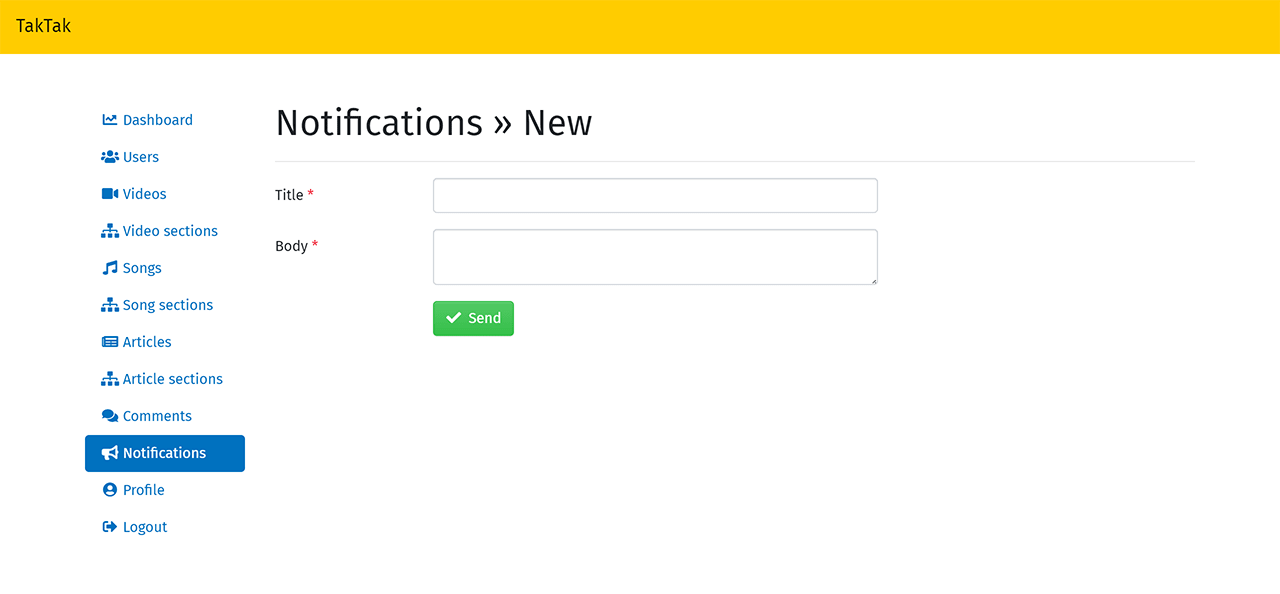 TakTak
Dashboard
Users
Videos
Video sections
Songs
Song sections
Articles
Article sections
Comments
Notifications
Profile
Logout
Notifications » New
Title *
Body *
Send